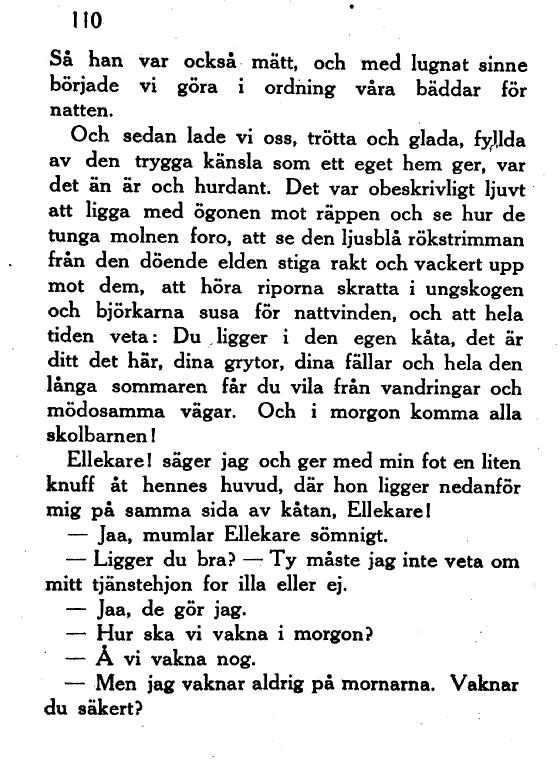 110
Så han var också mätt, och med lugnat sinne
började vi göra i ordning våra bäddar för
natten.
Och sedan lade vi oss, trötta och glada, fyllda
av den trygga känsla som ett eget hem ger, var
det än är och hurdant. Det var obeskrivligt ljuvt
att ligga med ögonen mot räppen och se hur de
tunga molnen foro, att se den ljusblå rökstrimman
från den döende elden stiga rakt och vackert upp
mot dem, att höra riporna skratta i ungskogen
och björkarna susa för nattvinden, och att hela
tiden veta: Du ligger i den egen kåta, det är
ditt det här, dina grytor, dina fällar och hela den
långa sommaren får du vila från vandringar och
mödosamma vägar. Och i morgon komma alla
skolbarnen!
Ellekare! säger jag och ger med min fot en liten
knuff åt hennes huvud, där hon ligger nedanför
mig på samma sida av kåtan, Ellekare!
— Jaa, mumlar Ellekare sömnigt.
— Ligger du bra? — Ty måste jag inte veta om
mitt tjänstehjon for illa eller ej.
— Jaa, de gör jag.
— Hur ska vi vakna i morgon?
— Å vi vakna nog.
— Men jag vaknar aldrig på mornarna. Vaknar
du säkert?